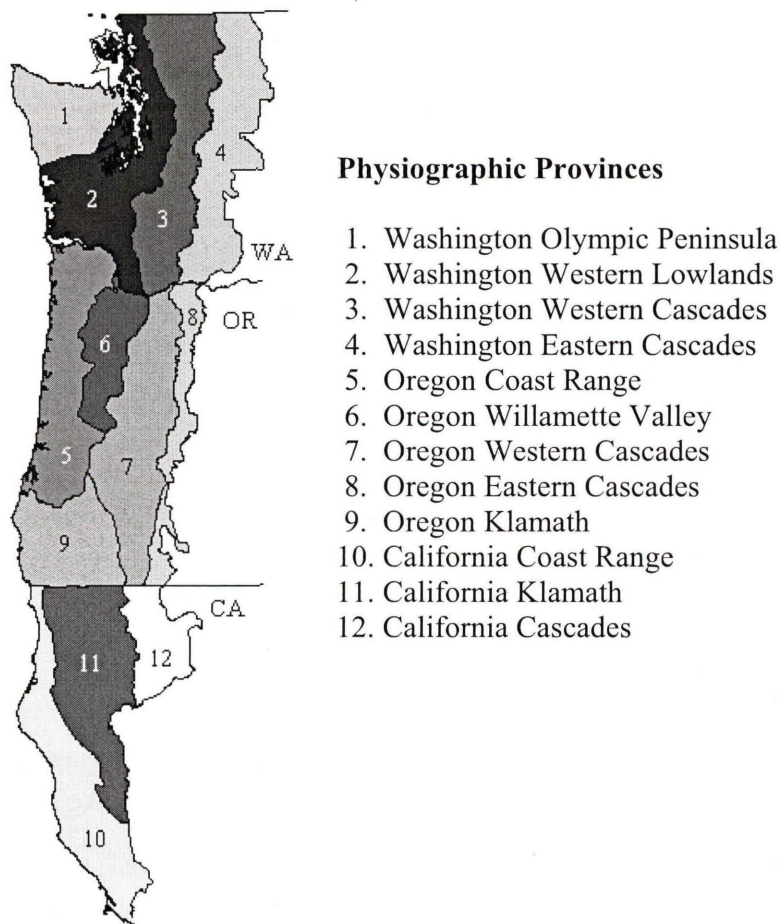 1
2
3
4
WA
OR
8
6
5
7
9
CA
11
12
10
Physiographic Provinces
1. Washington Olympic Peninsula
2. Washington Western Lowlands
3. Washington Western Cascades
4. Washington Eastern Cascades
5. Oregon Coast Range
6. Oregon Willamette Valley
7. Oregon Western Cascades
8. Oregon Eastern Cascades
9. Oregon Klamath
10. California Coast Range
11. California Klamath
12. California Cascades